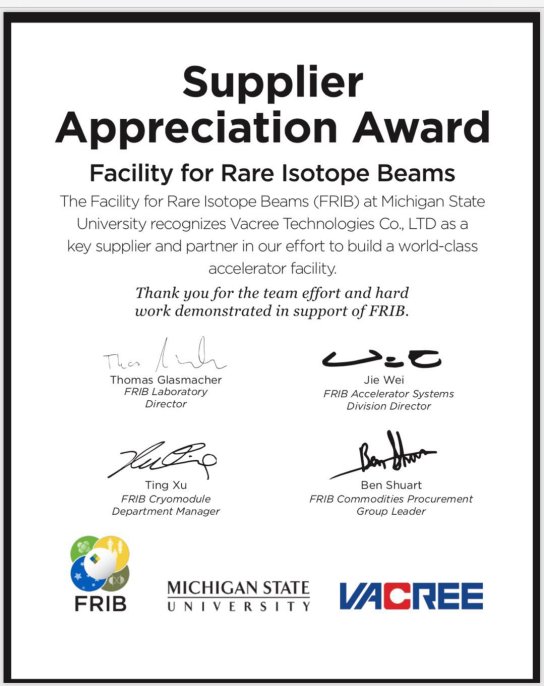 Supplier
Appreciation Award
Facility for Rare Isotope Beams
The Facility for Rare Isotope Beams (FRIB) at Michigan State
University recognizes Vacree Technologies Co., LTD as a
key supplier and partner in our effort to build a world-class
accelerator facility.
Thank you for the team effort and hard
work demonstrated in support of FRIB.
Thomas Glasmacher
FRIB Laboratory
Director
Jie Wei
FRIB Accelerator Systems
Division Director
Ting Xu
FRIB Cryomodule
Department Manager
Ben Shuart
FRIB Commodities Procurement
Group Leader
FRIB
MICHIGAN STATE
UNIVERSITY
VACREE